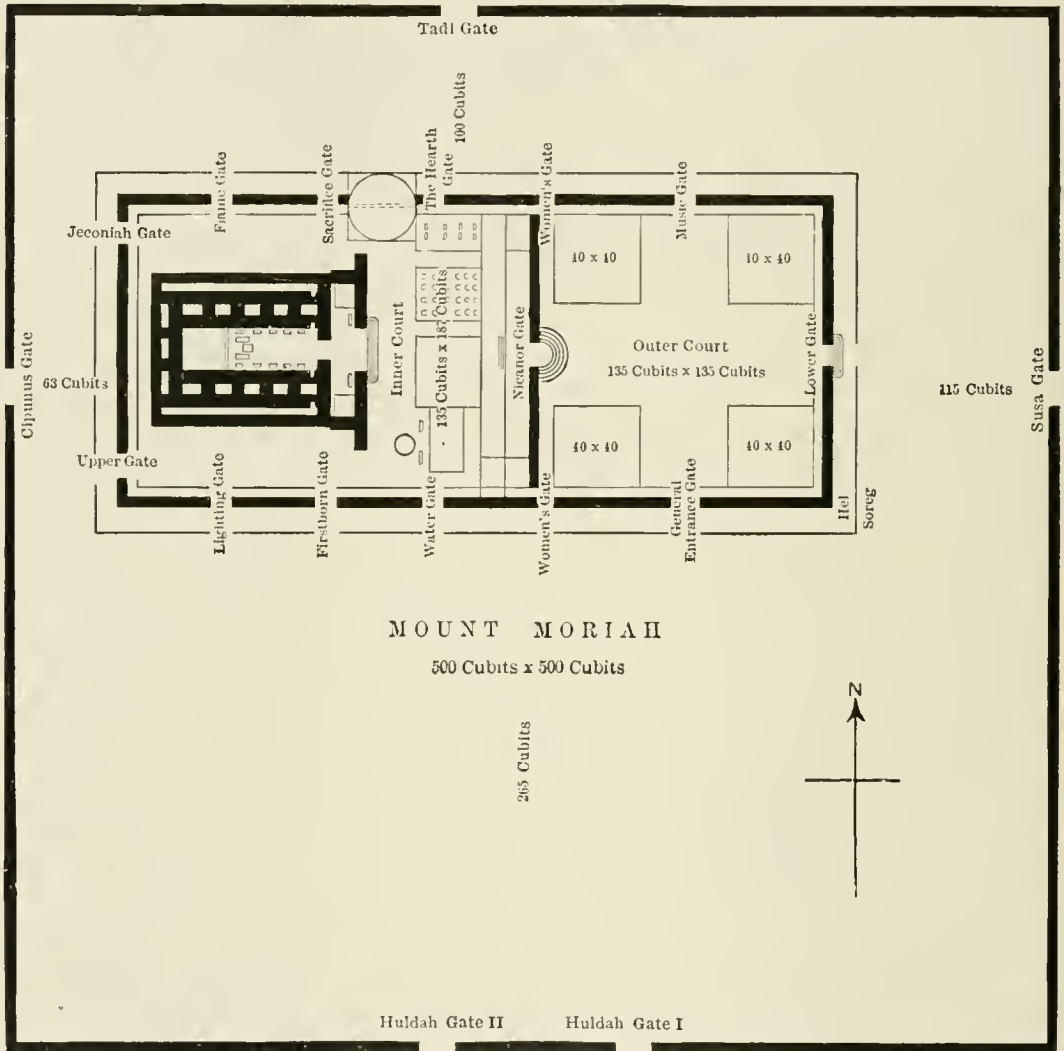 Tadi Gate
100 Cubits
Flame Gate
Sacrifice Gate
The Hearth
Gate
Women's Gate
Music Gate
Jeconiah Gate
10 x 40
10 x 40
Cipunus Gate
63 Cubits
Inner Court
135 Cubits x 187 Cubits
Nicanor Gate
Outer Court
135 Cubits x 135 Cubits
Lower Gate
115 Cubits
Susa Gate
40 x 40
40 x 40
Upper Gate
Lighting Gate
Firstborn Gate
Water Gate
Women's Gate
General
Entrance Gate
Hel
Soreg
MOUNT MORIAH
500 Cubits x 500 Cubits
N
265 Cubits
Huldah Gate II
Huldah Gate I